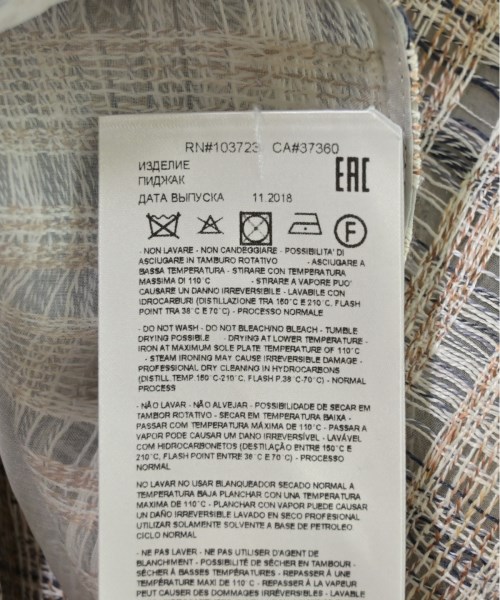 RN#103723 CA#37360
ИЗДЕЛИЕ
ПИДЖАК
ДАТА ВЫПУСКА 11.2018
EAC
F
- NON LAVARE - NON CANDEGGIARE - POSSIBILITA' DI
ASCIUGARE IN TAMBURO ROTATIVO - ASCIUGARE A
BASSA TEMPERATURA - STIRARE CON TEMPERATURA
MASSIMA DI 110°C - STIRARE A VAPORE PUO'
CAUSARE UN DANNO IRREVERSIBILE - LAVABILE CON
IDROCARBURI (DISTILLAZIONE TRA 150°C E 210°C, FLASH
POINT TRA 38°C E 70°C) - PROCESSO NORMALE
- DO NOT WASH - DO NOT BLEACH/NO BLEACH - TUMBLE
DRYING POSSIBLE - DRYING AT LOWER TEMPERATURE -
IRON AT MAXIMUM SOLE PLATE TEMPERATURE OF 110°C
- STEAM IRONING MAY CAUSE IRREVERSIBLE DAMAGE -
PROFESSIONAL DRY CLEANING IN HYDROCARBONS
(DISTILL. TEMP.150°C-210°C, FLASH P.38°C-70°C) - NORMAL
PROCESS
- NÃO LAVAR - NÃO ALVEJAR - POSSIBILIDADE DE SECAR EM
TAMBOR ROTATIVO - SECAR EM TEMPERATURA BAIXA -
PASSAR COM TEMPERATURA MÁXIMA DE 110°C - PASSAR A
VAPOR PODE CAUSAR UM DANO IRREVERSÍVEL - LAVÁVEL
COM HIDROCARBONETOS (DESTILAÇÃO ENTRE 150°C E
210°C, FLASH POINT ENTRE 38°C E 70°C) - PROCESSO
NORMAL
NO LAVAR NO USAR BLANQUEADOR SECADO NORMAL A
TEMPERATURA BAJA PLANCHAR CON UNA TEMPERATURA
MAXIMA DE 110°C - PLANCHAR CON VAPOR PUEDE CAUSAR
UN DAÑO IRREVERSIBLE LAVADO EN SECO PROFESIONAL
UTILIZAR SOLAMENTE SOLVENTE A BASE DE PETROLEO
CICLO NORMAL
- NE PAS LAVER - NE PAS UTILISER D'AGENT DE
BLANCHIMENT - POSSIBILITÉ DE SÉCHER EN TAMBOUR -
SÉCHER À BASSES TEMPÉRATURES - REPASSER À UNE
TEMPÉRATURE MAXI DE 110°C - REPASSER À LA VAPEUR
PEUT CAUSER DES DOMMAGES IRRÉVERSIBLES